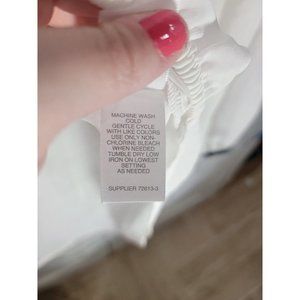 MACHINE WASH
COLD
GENTLE CYCLE
WITH LIKE COLORS
USE ONLY NON-
CHLORINE BLEACH
WHEN NEEDED
TUMBLE DRY LOW
IRON ON LOWEST
SETTING
AS NEEDED
SUPPLIER 72613-3